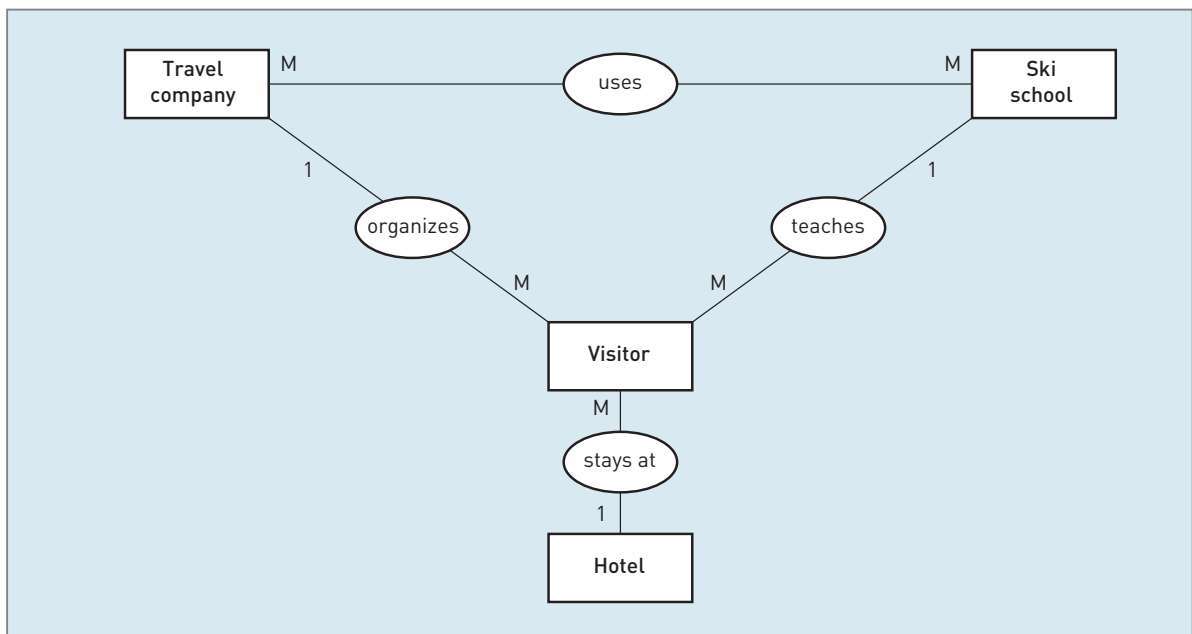 Travel
company
M
uses
M
Ski
school
1
organizes
M
1
teaches
M
Visitor
M
stays at
1
Hotel